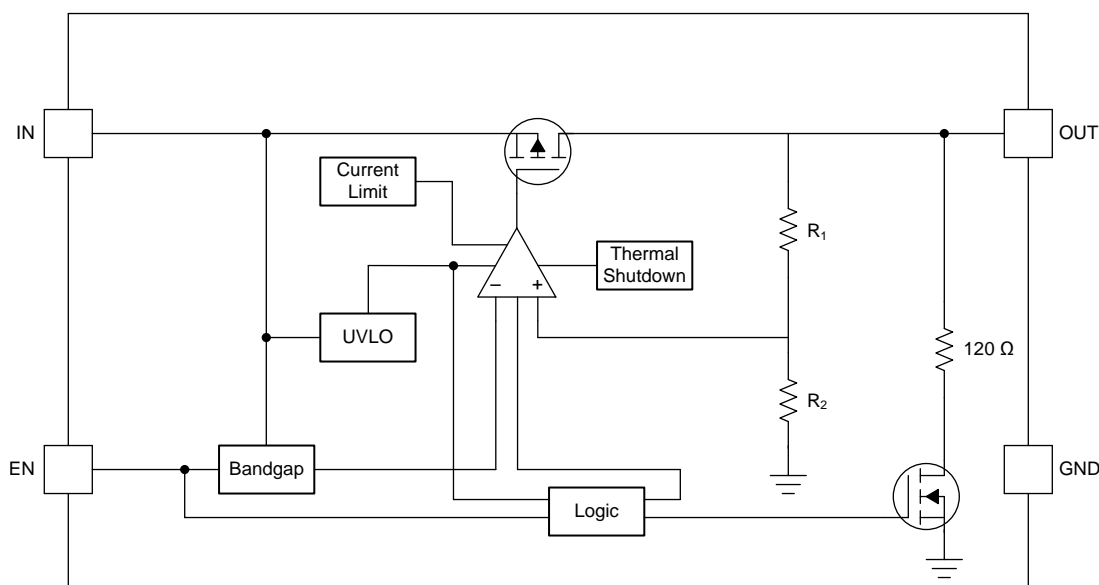 IN
OUT
Current
Limit
R₁
Thermal
Shutdown
− +
UVLO
120 Ω
R₂
EN
Bandgap
GND
Logic